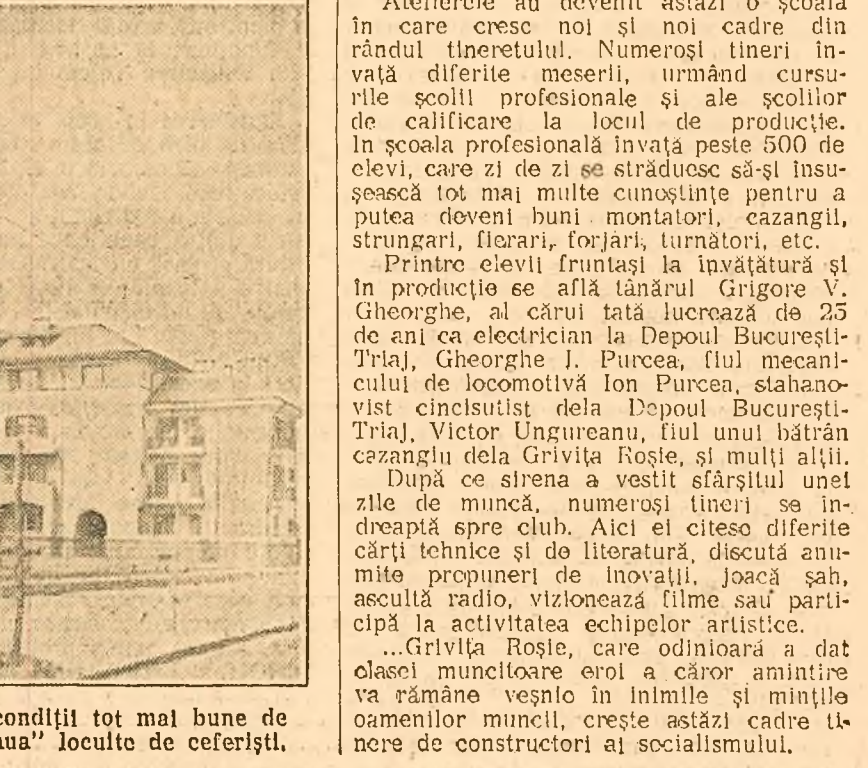 Atelierele au devenit astăzi o școală
în care cresc noi și noi cadre din
rândul tineretului. Numeroși tineri în-
vață diferite meserii, urmând cursu-
rile școlii profesionale și ale școlilor
de calificare la locul de producție.
In școala profesională învață peste 500 de
elevi, care zi de zi se străduesc să-și însu-
șească tot mai multe cunoștințe pentru a
putea deveni buni montatori, cazangii,
strungari, fierari, forjări, turnători, etc.
Printre elevii fruntași la învățătură și
în producție se află tânărul Grigore V.
Gheorghe, al cărui tată lucrează de 25
de ani ca electrician la Depoul București-
Triaj, Gheorghe I. Purcea, fiul mecani-
cului de locomotivă Ion Purcea, stahano-
vist cincisutist dela Depoul București-
Triaj, Victor Ungureanu, fiul unui bătrân
cazangiu dela Grivița Roșie, și mulți alții.
După ce sirena a vestit sfârșitul unei
zile de muncă, numeroși tineri se în-
dreaptă spre club. Aici ei citesc diferite
cărți tehnice și de literatură, discută anu-
mite propuneri de inovații, joacă șah,
ascultă radio, vizionează filme sau parti-
cipă la activitatea echipelor artistice.
...Grivița Roșie, care odinioară a dat
clasei muncitoare eroi a căror amintire
va rămâne veșnic în inimile și mințile
oamenilor muncii, crește astăzi cadre ti-
nere de constructori ai socialismului.
condiții tot mai bune de
ua" locuite de ceferiști.